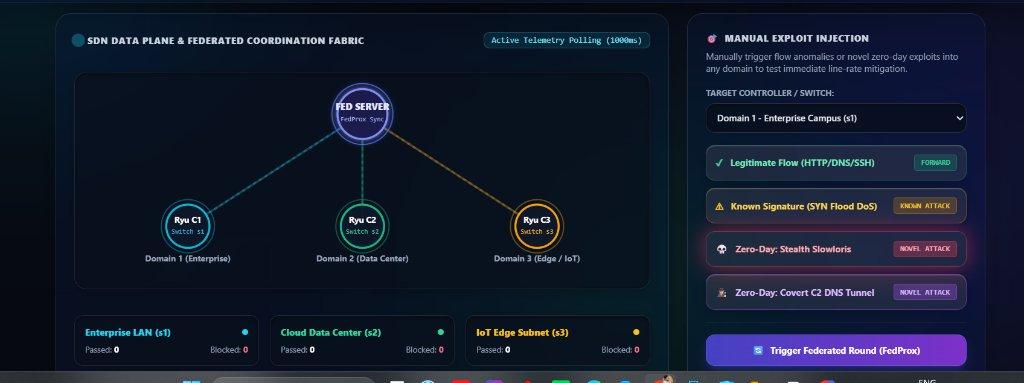 SDN DATA PLANE & FEDERATED COORDINATION FABRIC
Active Telemetry Polling (1000ms)
FED SERVER
FedProx Sync
Ryu C1
Switch s1
Domain 1 (Enterprise)
Ryu C2
Switch s2
Domain 2 (Data Center)
Ryu C3
Switch s3
Domain 3 (Edge / IoT)
Enterprise LAN (s1)
Passed: 0
Blocked: 0
Cloud Data Center (s2)
Passed: 0
Blocked: 0
IoT Edge Subnet (s3)
Passed: 0
Blocked: 0
MANUAL EXPLOIT INJECTION
Manually trigger flow anomalies or novel zero-day exploits into
any domain to test immediate line-rate mitigation.
TARGET CONTROLLER / SWITCH:
Domain 1 - Enterprise Campus (s1)
Legitimate Flow (HTTP/DNS/SSH)
FORWARD
Known Signature (SYN Flood DoS)
KNOWN ATTACK
Zero-Day: Stealth Slowloris
NOVEL ATTACK
Zero-Day: Covert C2 DNS Tunnel
NOVEL ATTACK
Trigger Federated Round (FedProx)
ENG